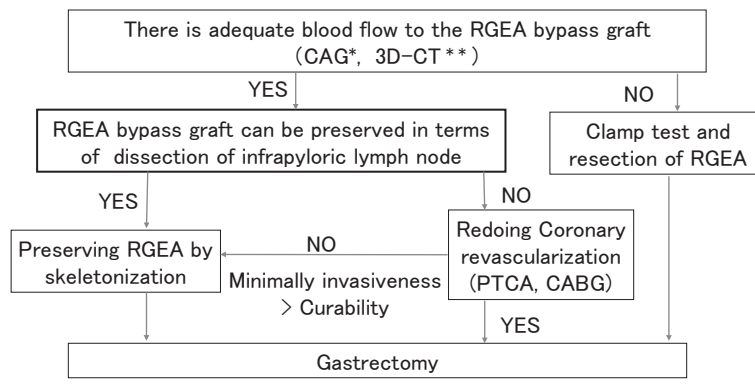 There is adequate blood flow to the RGEA bypass graft
(CAG*, 3D-CT**)
YES
NO
RGEA bypass graft can be preserved in terms
of dissection of infrapyloric lymph node
Clamp test and
resection of RGEA
YES
NO
Preserving RGEA by
skeletonization
NO
Minimally invasiveness
> Curability
Redoing Coronary
revascularization
(PTCA, CABG)
YES
Gastrectomy